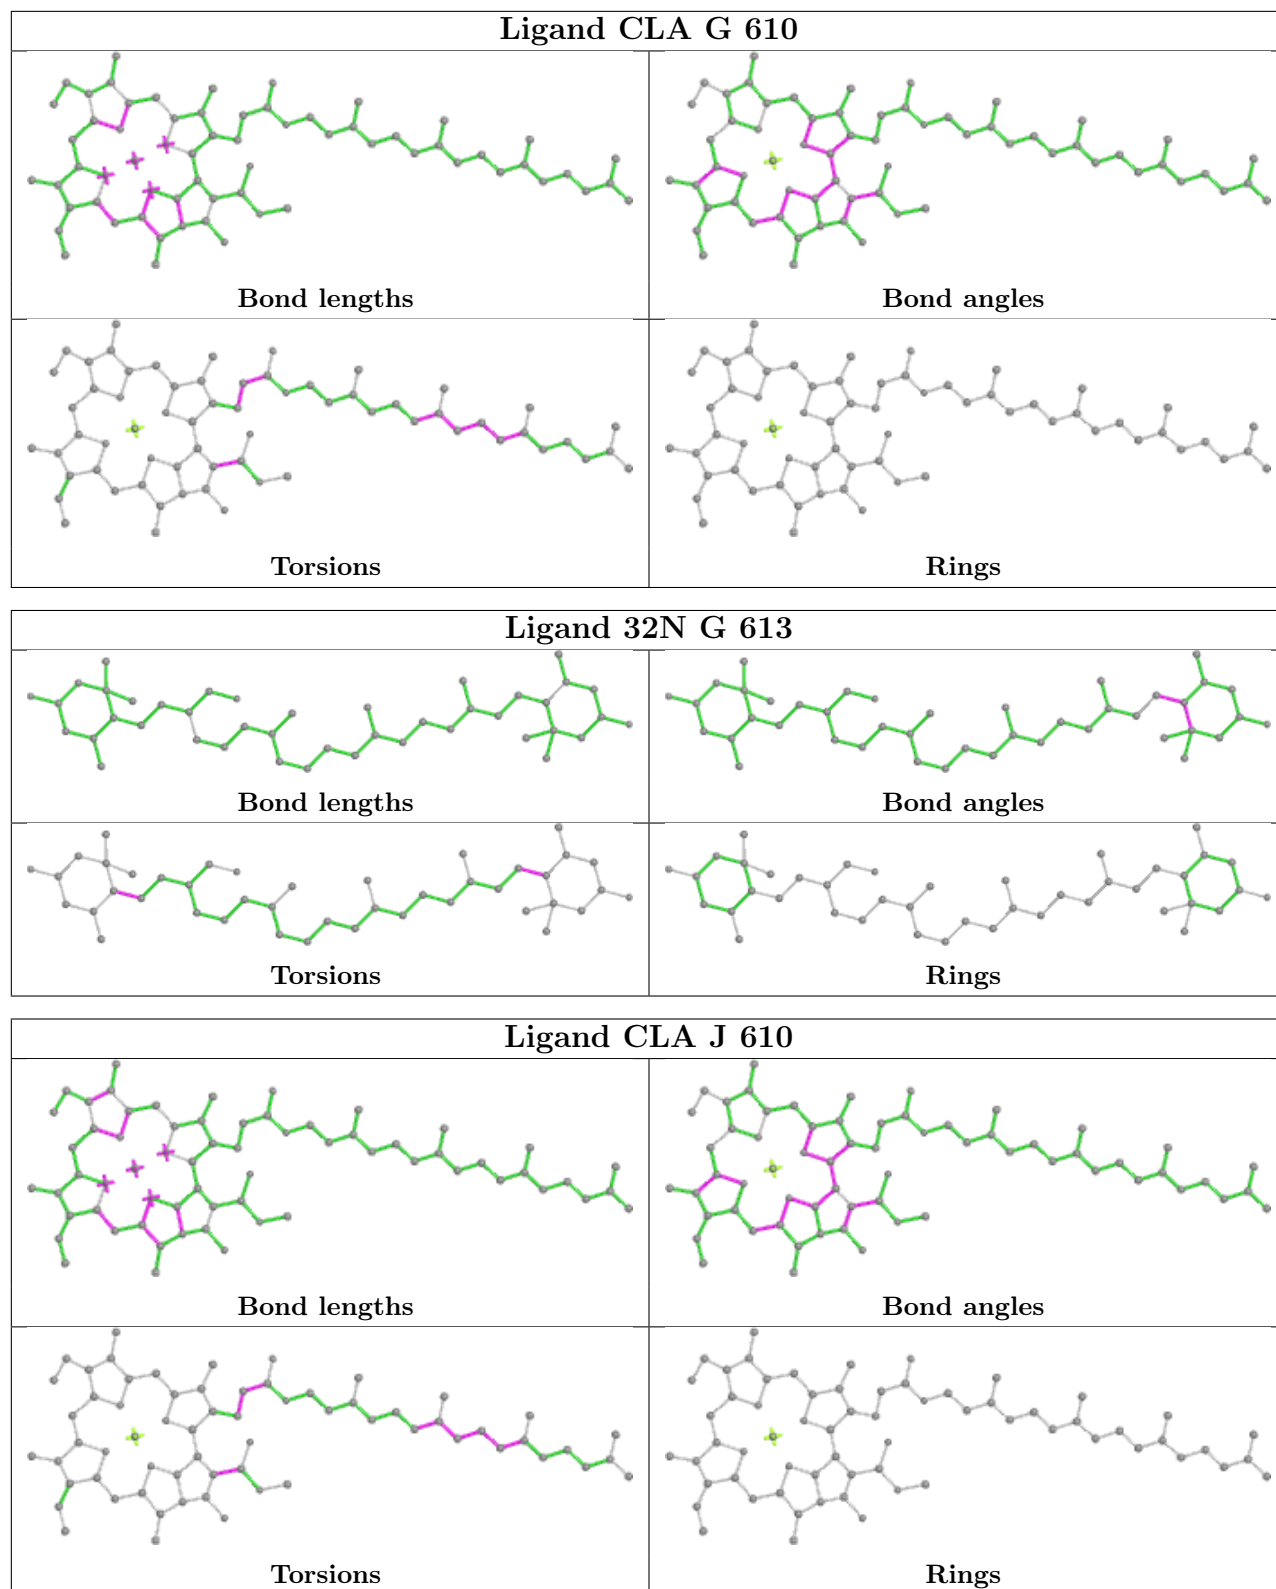 Ligand CLA G 610
Bond lengths
Bond angles
Torsions
Rings
Ligand 32N G 613
Bond lengths
Bond angles
Torsions
Rings
Ligand CLA J 610
Bond lengths
Bond angles
Torsions
Rings